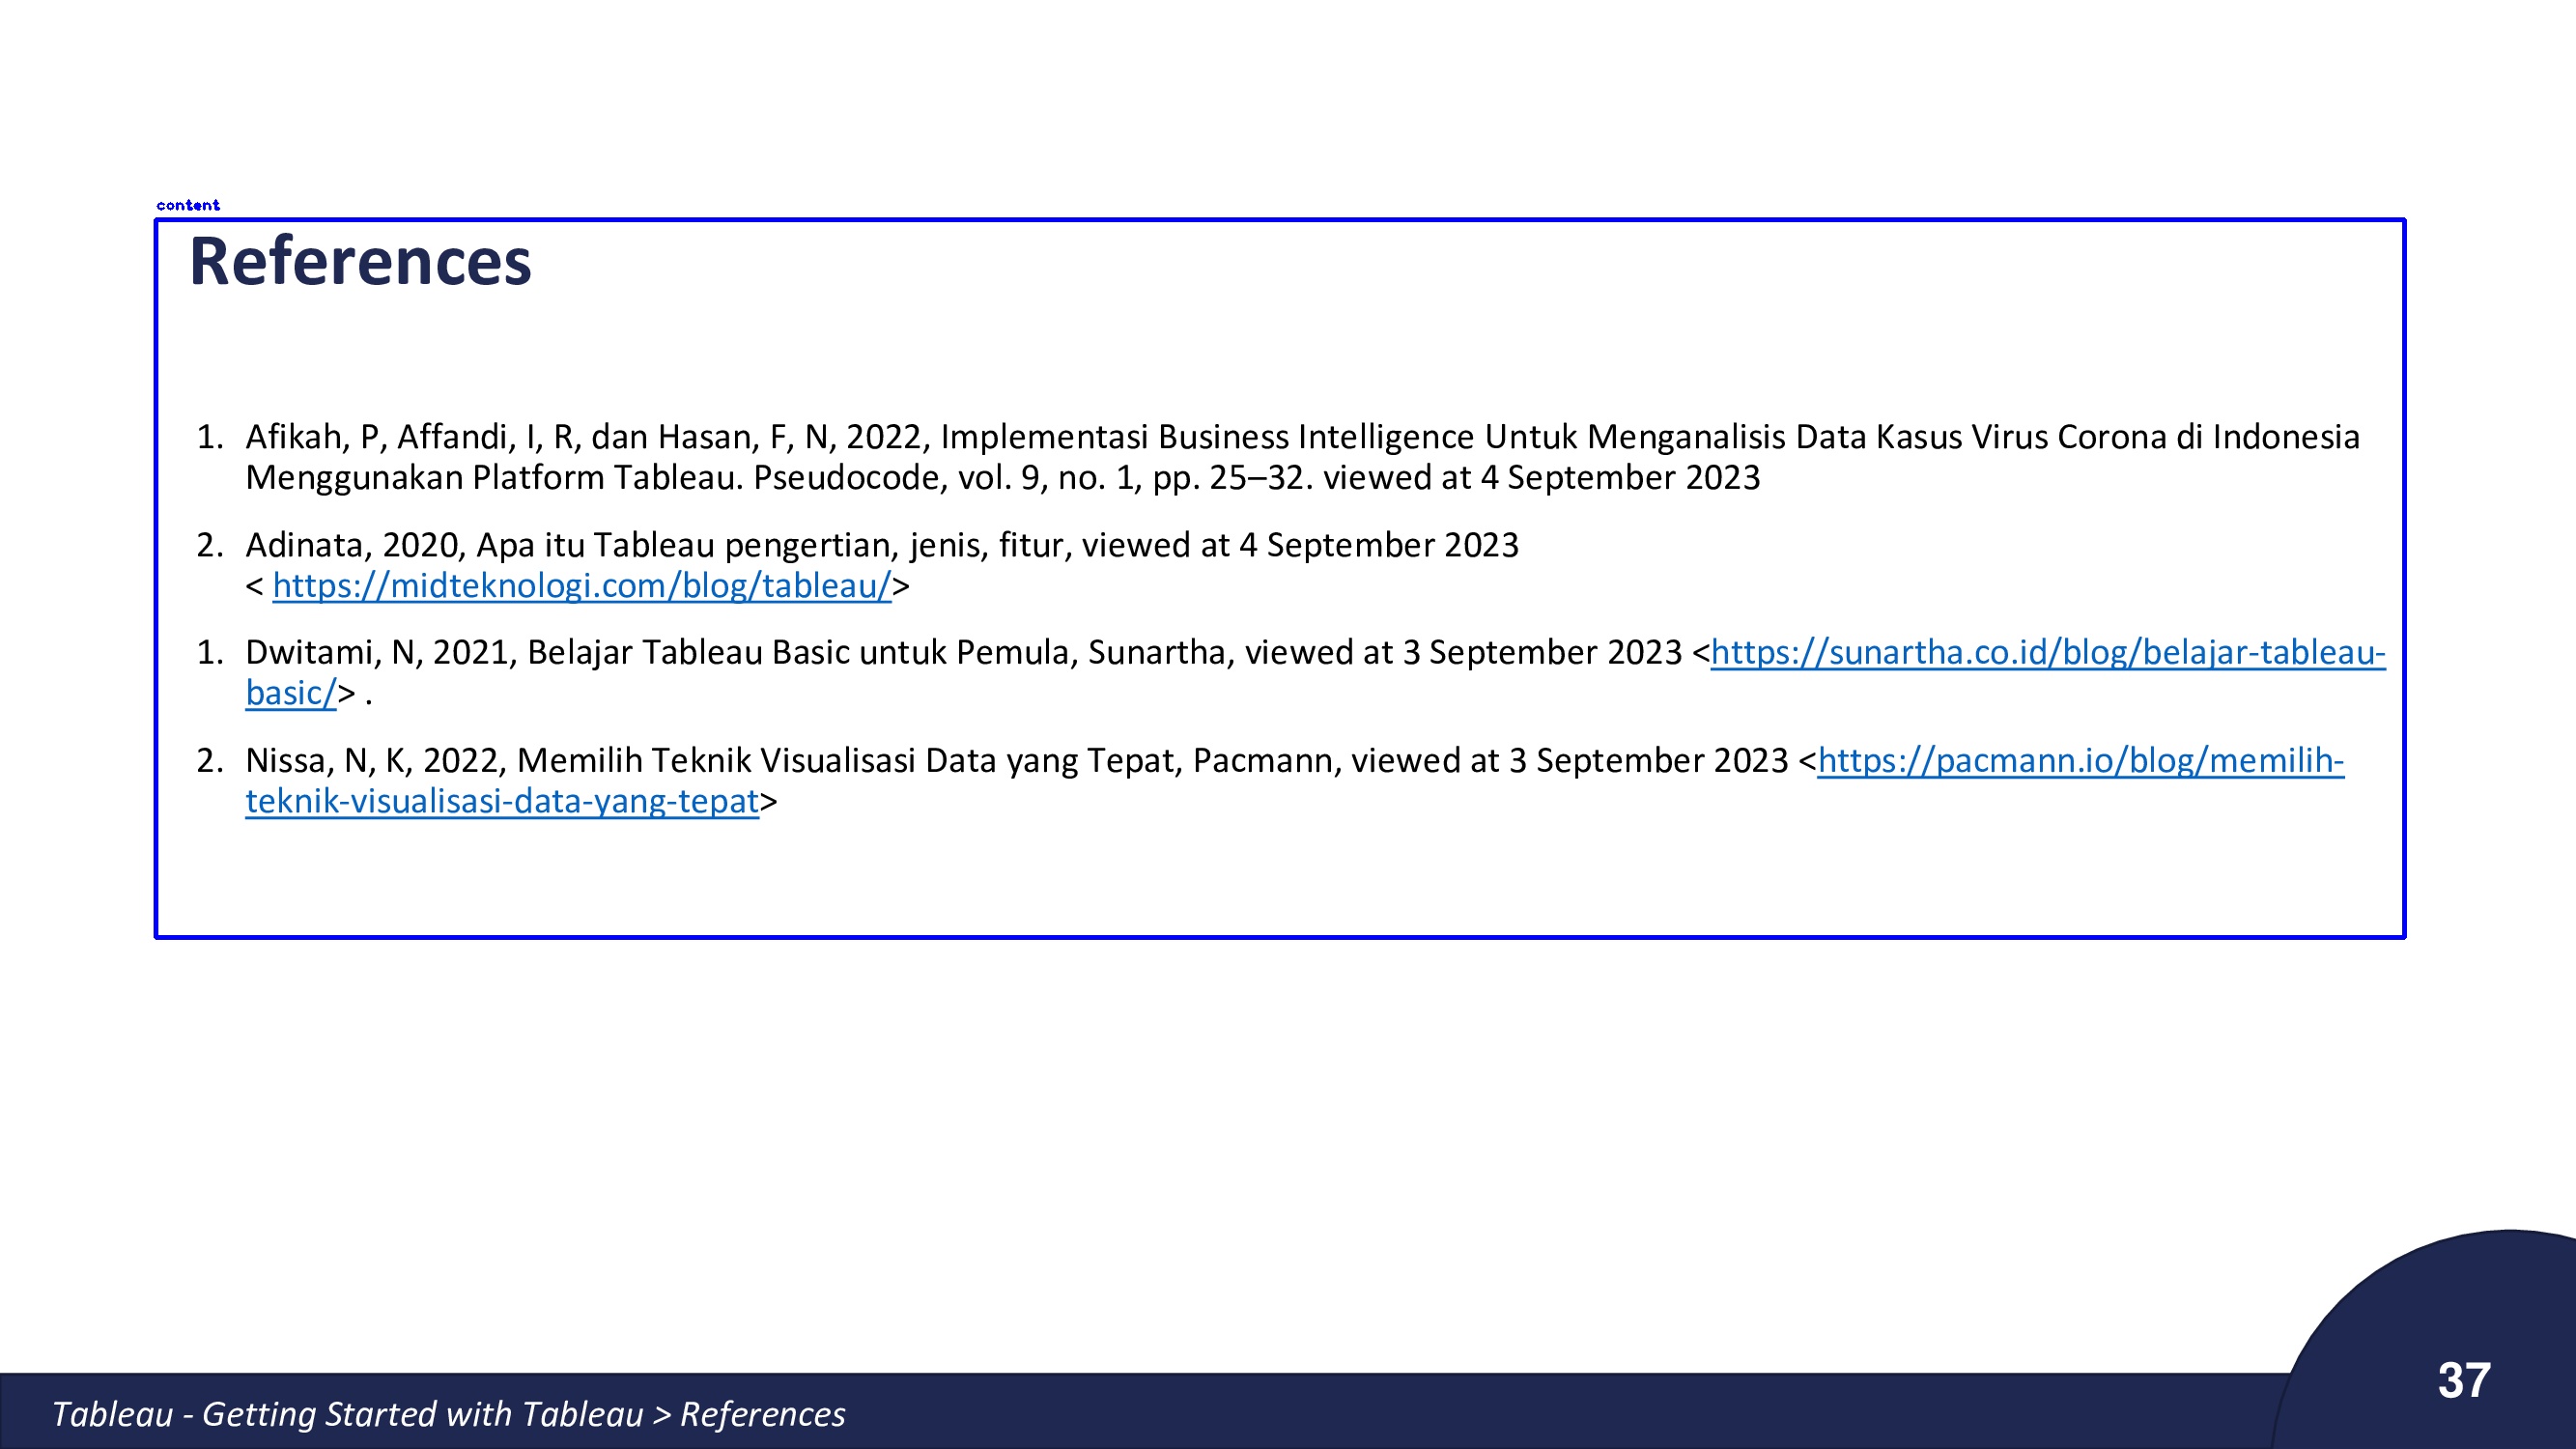 content
References
1. Afikah, P, Affandi, I, R, dan Hasan, F, N, 2022, Implementasi Business Intelligence Untuk Menganalisis Data Kasus Virus Corona di Indonesia
Menggunakan Platform Tableau. Pseudocode, vol. 9, no. 1, pp. 25–32. viewed at 4 September 2023
2. Adinata, 2020, Apa itu Tableau pengertian, jenis, fitur, viewed at 4 September 2023
< https://midteknologi.com/blog/tableau/>
1. Dwitami, N, 2021, Belajar Tableau Basic untuk Pemula, Sunartha, viewed at 3 September 2023 <https://sunartha.co.id/blog/belajar-tableau-
basic/> .
2. Nissa, N, K, 2022, Memilih Teknik Visualisasi Data yang Tepat, Pacmann, viewed at 3 September 2023 <https://pacmann.io/blog/memilih-
teknik-visualisasi-data-yang-tepat>
37
Tableau - Getting Started with Tableau > References